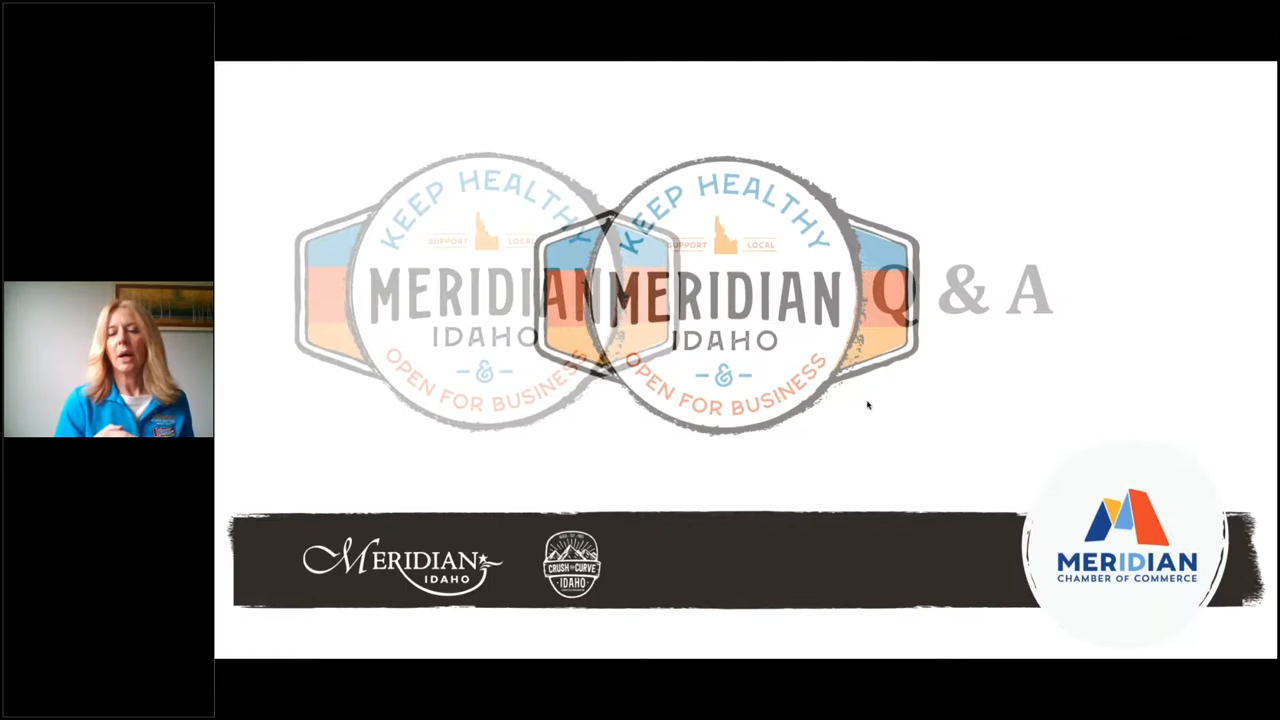 KEEP HEALTHY
SUPPORT LOCAL
MERIDIAN
IDAHO
&
OPEN FOR BUSINESS
KEEP HEALTHY
SUPPORT LOCAL
MERIDIAN
IDAHO
&
OPEN FOR BUSINESS
Q & A
MERIDIAN
IDAHO
CRUSH THE CURVE
IDAHO
MERIDIAN
CHAMBER OF COMMERCE